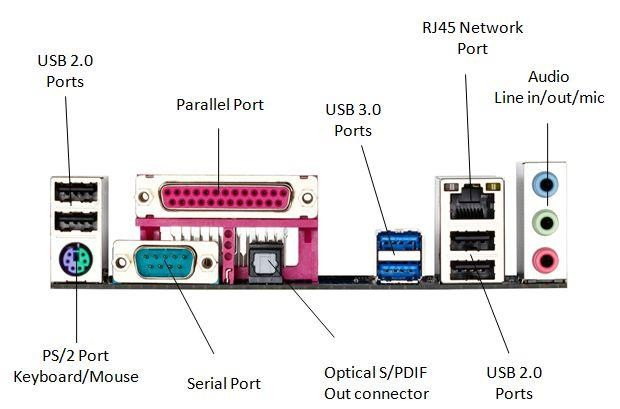 RJ45 Network
Port
USB 2.0
Ports
Audio
Line in/out/mic
Parallel Port
USB 3.0
Ports
PS/2 Port
Keyboard/Mouse
Serial Port
Optical S/PDIF
Out connector
USB 2.0
Ports